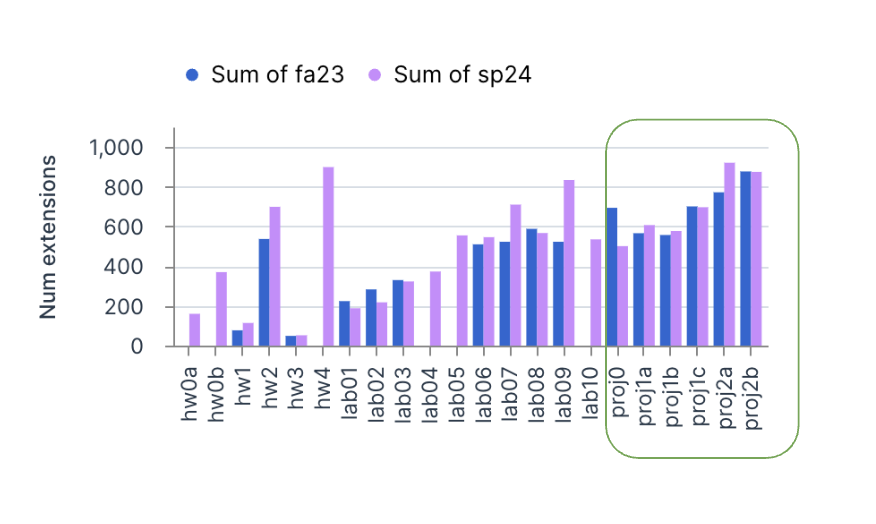 Sum of fa23 Sum of sp24
Num extensions
1,000
800
600
400
200
0
hw0a
hw0b
hw1
hw2
hw3
hw4
lab01
lab02
lab03
lab04
lab05
lab06
lab07
lab08
lab09
lab10
proj0
proj1a
proj1b
proj1c
proj2a
proj2b